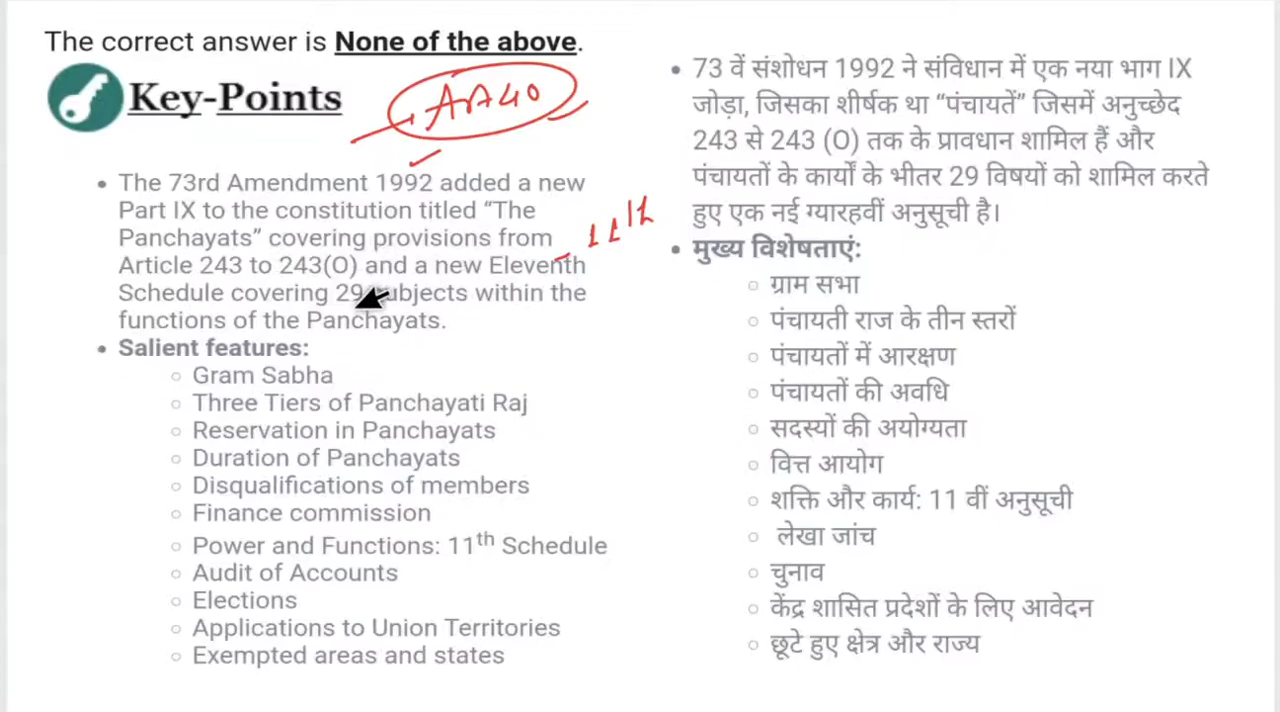 The correct answer is None of the above.
Key-Points
Art 40
The 73rd Amendment 1992 added a new
Part IX to the constitution titled “The
Panchayats” covering provisions from
Article 243 to 243(O) and a new Eleventh
11th
Schedule covering 29 subjects within the
functions of the Panchayats.
Salient features:
Gram Sabha
Three Tiers of Panchayati Raj
Reservation in Panchayats
Duration of Panchayats
Disqualifications of members
Finance commission
Power and Functions: 11th Schedule
Audit of Accounts
Elections
Applications to Union Territories
Exempted areas and states
73 वें संशोधन 1992 ने संविधान में एक नया भाग IX
जोड़ा, जिसका शीर्षक था “पंचायतें” जिसमें अनुच्छेद
243 से 243 (O) तक के प्रावधान शामिल हैं और
पंचायतों के कार्यों के भीतर 29 विषयों को शामिल करते
हुए एक नई ग्यारहवीं अनुसूची है।
मुख्य विशेषताएं:
ग्राम सभा
पंचायती राज के तीन स्तरों
पंचायतों में आरक्षण
पंचायतों की अवधि
सदस्यों की अयोग्यता
वित्त आयोग
शक्ति और कार्य: 11 वीं अनुसूची
लेखा जांच
चुनाव
केंद्र शासित प्रदेशों के लिए आवेदन
छूटे हुए क्षेत्र और राज्य